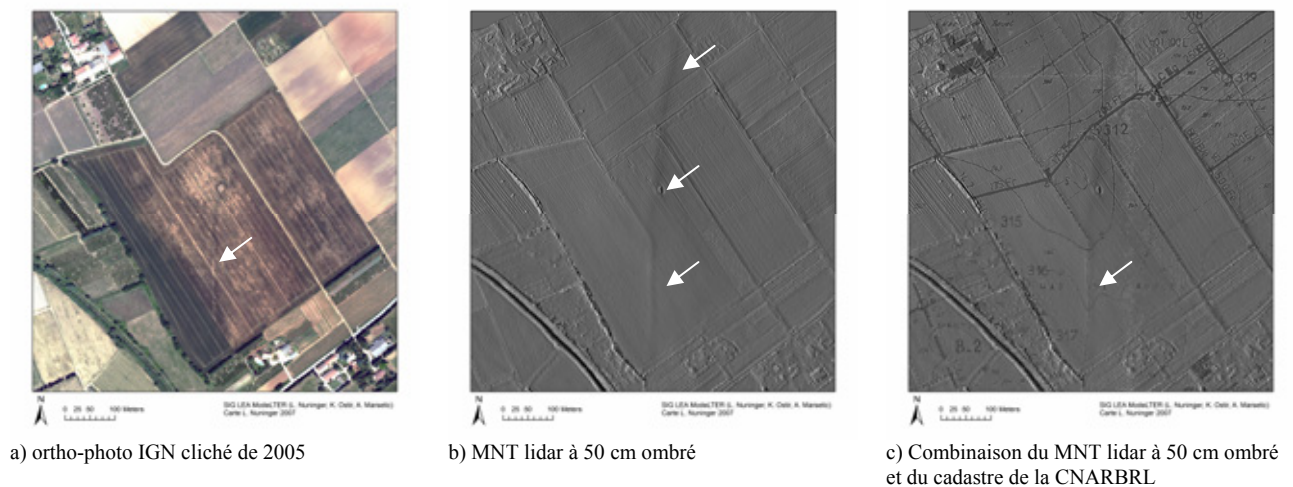 0 25 50 100 Meters
SIG LEA ModeLTER (L. Nuninger, K. Ostir, A. Marsetic)
Carte L. Nuninger 2007
0 25 50 100 Meters
SIG LEA ModeLTER (L. Nuninger, K. Ostir, A. Marsetic)
Carte L. Nuninger 2007
312
315
316
317
B.2
0 25 50 100 Meters
SIG LEA ModeLTER (L. Nuninger, K. Ostir, A. Marsetic)
Carte L. Nuninger 2007
a) ortho-photo IGN cliché de 2005
b) MNT lidar à 50 cm ombré
c) Combinaison du MNT lidar à 50 cm ombré
et du cadastre de la CNARBRL